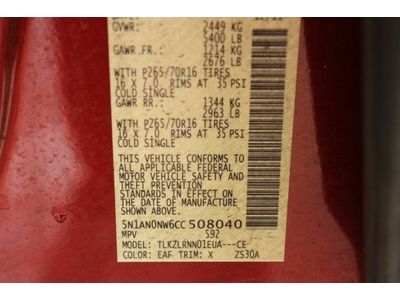 GVWR: 2449 KG
5400 LB
GAWR FR.: 1214 KG
2676 LB
WITH P265/70R16 TIRES
16 X 7.0 RIMS AT 35 PSI
COLD SINGLE
GAWR RR.: 1344 KG
2963 LB
WITH P265/70R16 TIRES
16 X 7.0 RIMS AT 35 PSI
COLD SINGLE
THIS VEHICLE CONFORMS TO
ALL APPLICABLE FEDERAL
MOTOR VEHICLE SAFETY AND THEFT PREVENTION
STANDARDS IN EFFECT ON
THE DATE OF MANUFACTURE
SHOWN ABOVE.
5N1AN0NW6CC508040
MPV S92
MODEL: TLKZLRNN01EUA---CE
COLOR: EAF TRIM: X ZS30A